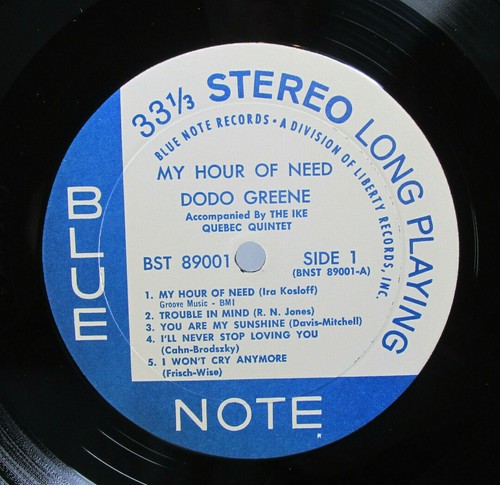 33⅓ STEREO LONG PLAYING
BLUE NOTE RECORDS • A DIVISION OF LIBERTY RECORDS, INC.
MY HOUR OF NEED
DODO GREENE
Accompanied By THE IKE
QUEBEC QUINTET
BST 89001
SIDE 1
(BNST 89001-A)
1. MY HOUR OF NEED (Ira Kosloff)
Groove Music - BMI
2. TROUBLE IN MIND (R. N. Jones)
3. YOU ARE MY SUNSHINE (Davis-Mitchell)
4. I'LL NEVER STOP LOVING YOU
(Cahn-Brodszky)
5. I WON'T CRY ANYMORE
(Frisch-Wise)
BLUE
NOTE